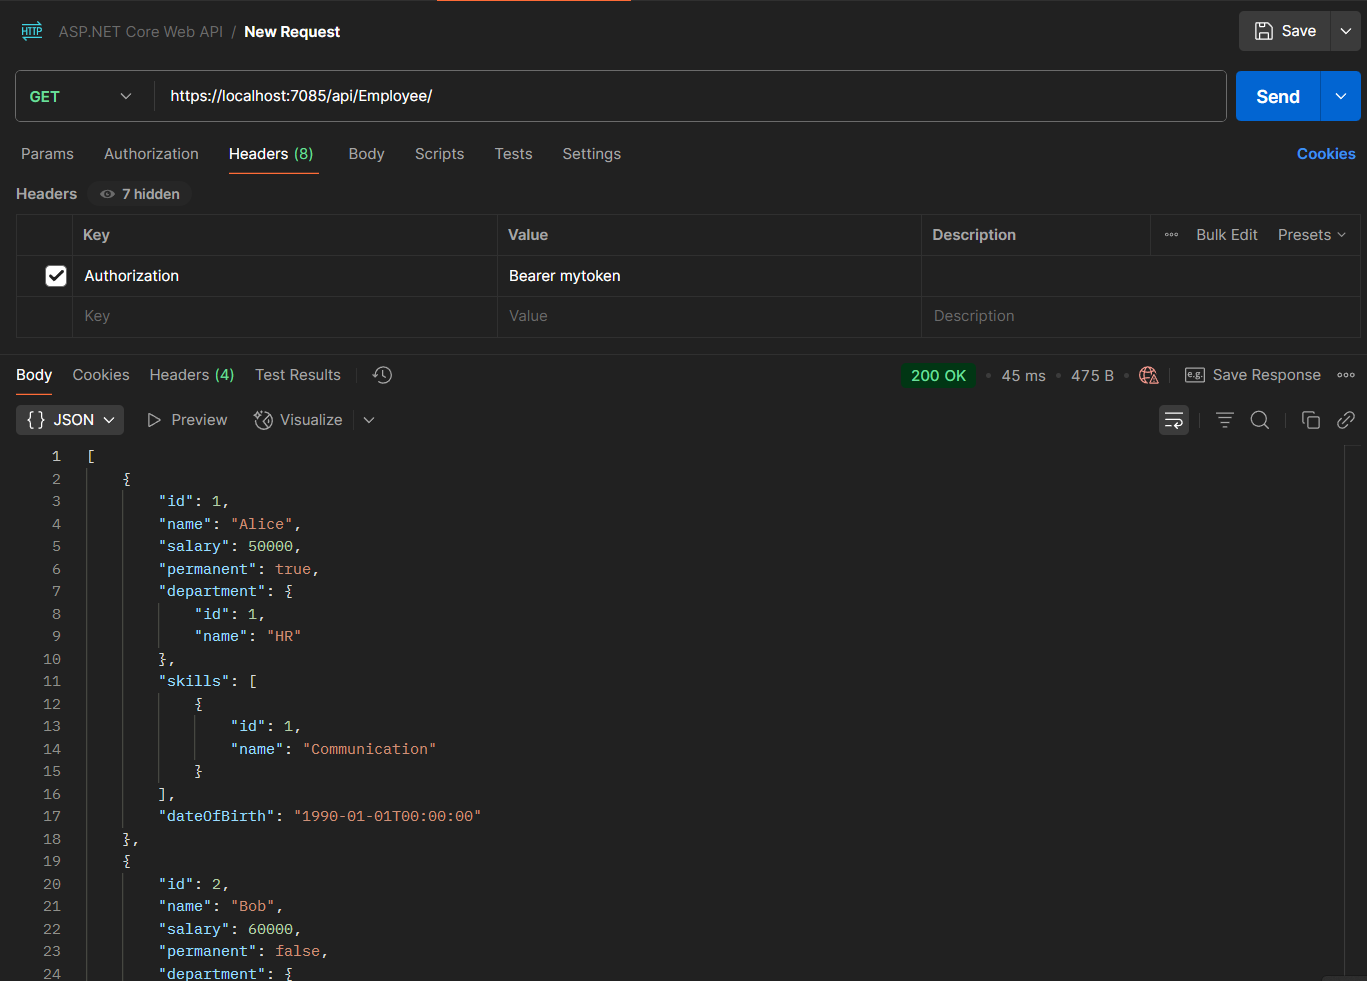 HTTP ASP.NET Core Web API / New Request Save
GET https://localhost:7085/api/Employee/ Send
Params Authorization Headers (8) Body Scripts Tests Settings Cookies
Headers 7 hidden
Key Value Description Bulk Edit Presets
Authorization Bearer mytoken
Key Value Description
Body Cookies Headers (4) Test Results 200 OK • 45 ms • 475 B • e.g. Save Response
{} JSON Preview Visualize
1 [
2 {
3 "id": 1,
4 "name": "Alice",
5 "salary": 50000,
6 "permanent": true,
7 "department": {
8 "id": 1,
9 "name": "HR"
10 },
11 "skills": [
12 {
13 "id": 1,
14 "name": "Communication"
15 }
16 ],
17 "dateOfBirth": "1990-01-01T00:00:00"
18 },
19 {
20 "id": 2,
21 "name": "Bob",
22 "salary": 60000,
23 "permanent": false,
24 "department": {